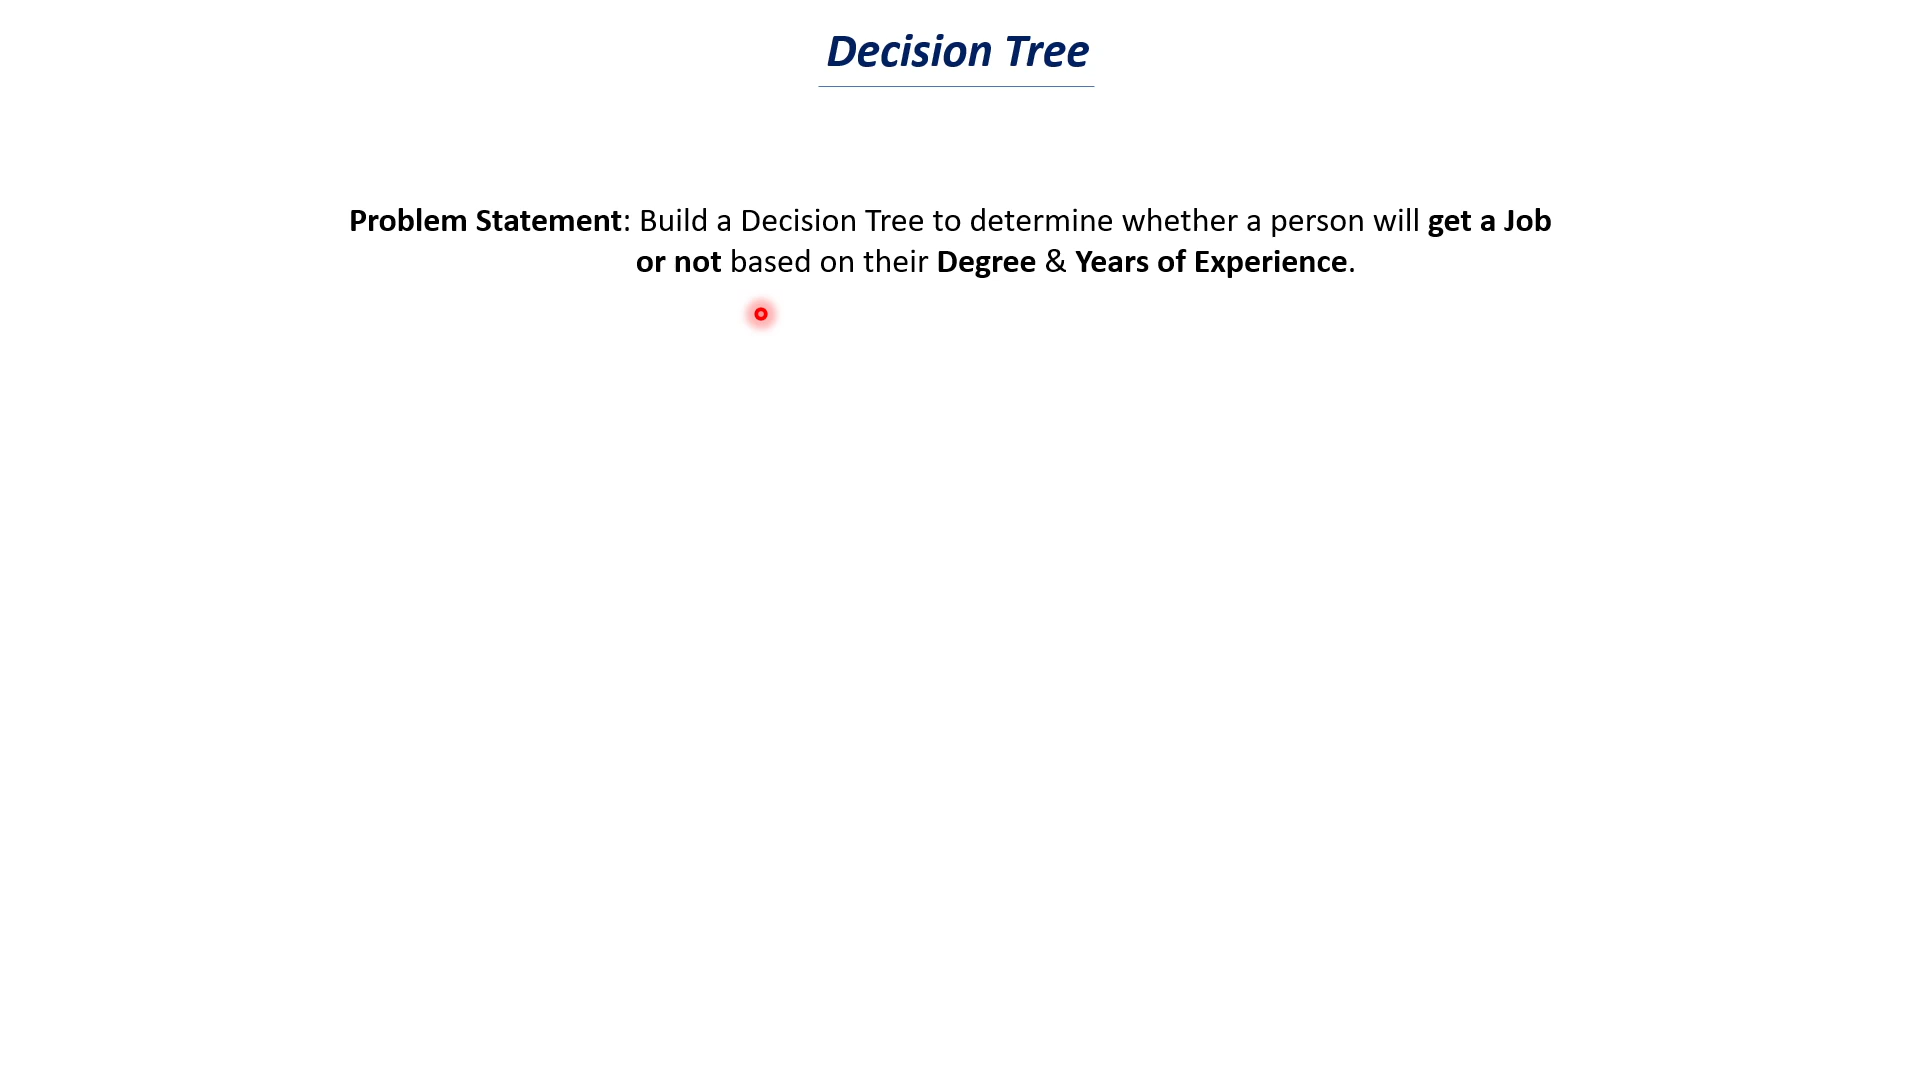 Decision Tree
Problem Statement: Build a Decision Tree to determine whether a person will get a Job
or not based on their Degree & Years of Experience.